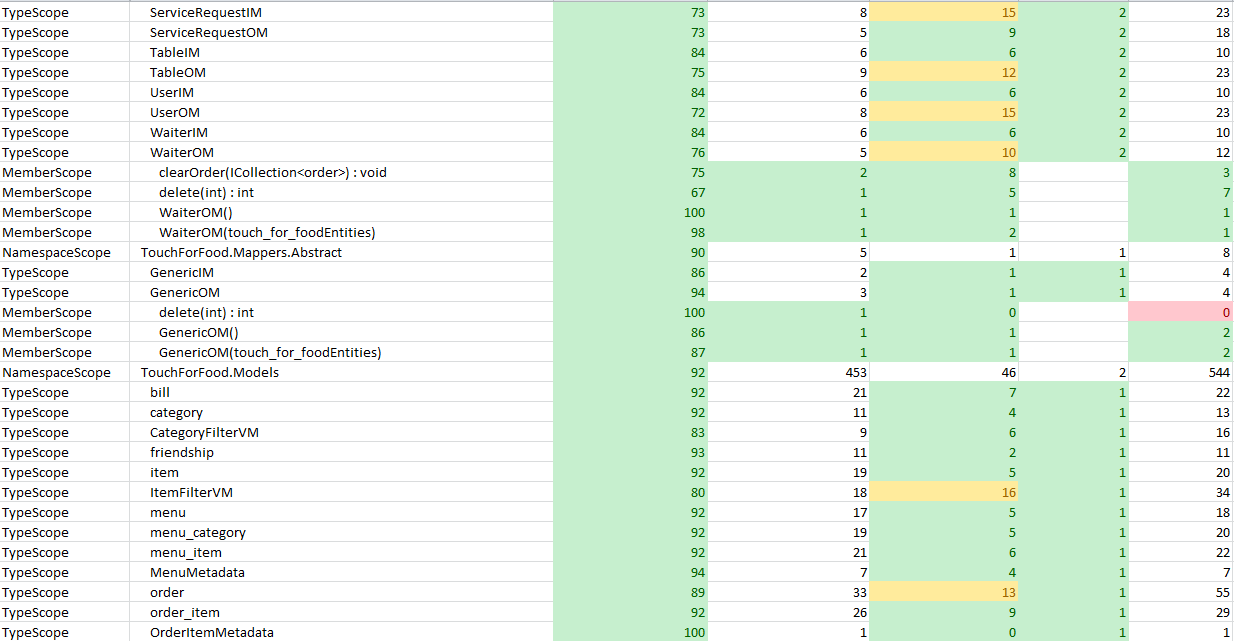 TypeScope ServiceRequestIM 73 8 15 2 23
TypeScope ServiceRequestOM 73 5 9 2 18
TypeScope TableIM 84 6 6 2 10
TypeScope TableOM 75 9 12 2 23
TypeScope UserIM 84 6 6 2 10
TypeScope UserOM 72 8 15 2 23
TypeScope WaiterIM 84 6 6 2 10
TypeScope WaiterOM 76 5 10 2 12
MemberScope clearOrder(ICollection<order>) : void 75 2 8 3
MemberScope delete(int) : int 67 1 5 7
MemberScope WaiterOM() 100 1 1 1
MemberScope WaiterOM(touch_for_foodEntities) 98 1 2 1
NamespaceScope TouchForFood.Mappers.Abstract 90 5 1 1 8
TypeScope GenericIM 86 2 1 1 4
TypeScope GenericOM 94 3 1 1 4
MemberScope delete(int) : int 100 1 0 0
MemberScope GenericOM() 86 1 1 2
MemberScope GenericOM(touch_for_foodEntities) 87 1 1 2
NamespaceScope TouchForFood.Models 92 453 46 2 544
TypeScope bill 92 21 7 1 22
TypeScope category 92 11 4 1 13
TypeScope CategoryFilterVM 83 9 6 1 16
TypeScope friendship 93 11 2 1 11
TypeScope item 92 19 5 1 20
TypeScope ItemFilterVM 80 18 16 1 34
TypeScope menu 92 17 5 1 18
TypeScope menu_category 92 19 5 1 20
TypeScope menu_item 92 21 6 1 22
TypeScope MenuMetadata 94 7 4 1 7
TypeScope order 89 33 13 1 55
TypeScope order_item 92 26 9 1 29
TypeScope OrderItemMetadata 100 1 0 1 1